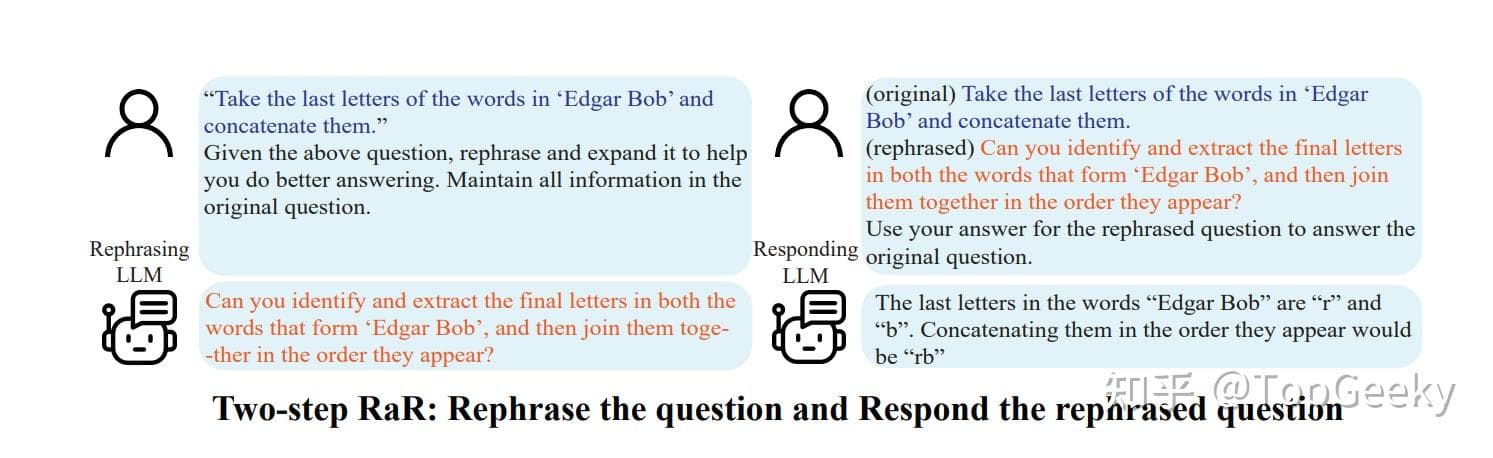 “Take the last letters of the words in ‘Edgar Bob’ and
concatenate them.”
Given the above question, rephrase and expand it to help
you do better answering. Maintain all information in the
original question.
Rephrasing
LLM
Can you identify and extract the final letters in both the
words that form ‘Edgar Bob’, and then join them toge-
-ther in the order they appear?
(original) Take the last letters of the words in ‘Edgar
Bob’ and concatenate them.
(rephrased) Can you identify and extract the final letters
in both the words that form ‘Edgar Bob’, and then join
them together in the order they appear?
Use your answer for the rephrased question to answer the
original question.
Responding
LLM
The last letters in the words “Edgar Bob” are “r” and
“b”. Concatenating them in the order they appear would
be “rb”
Two-step RaR: Rephrase the question and Respond the rephrased question
知乎 @TopGeeky